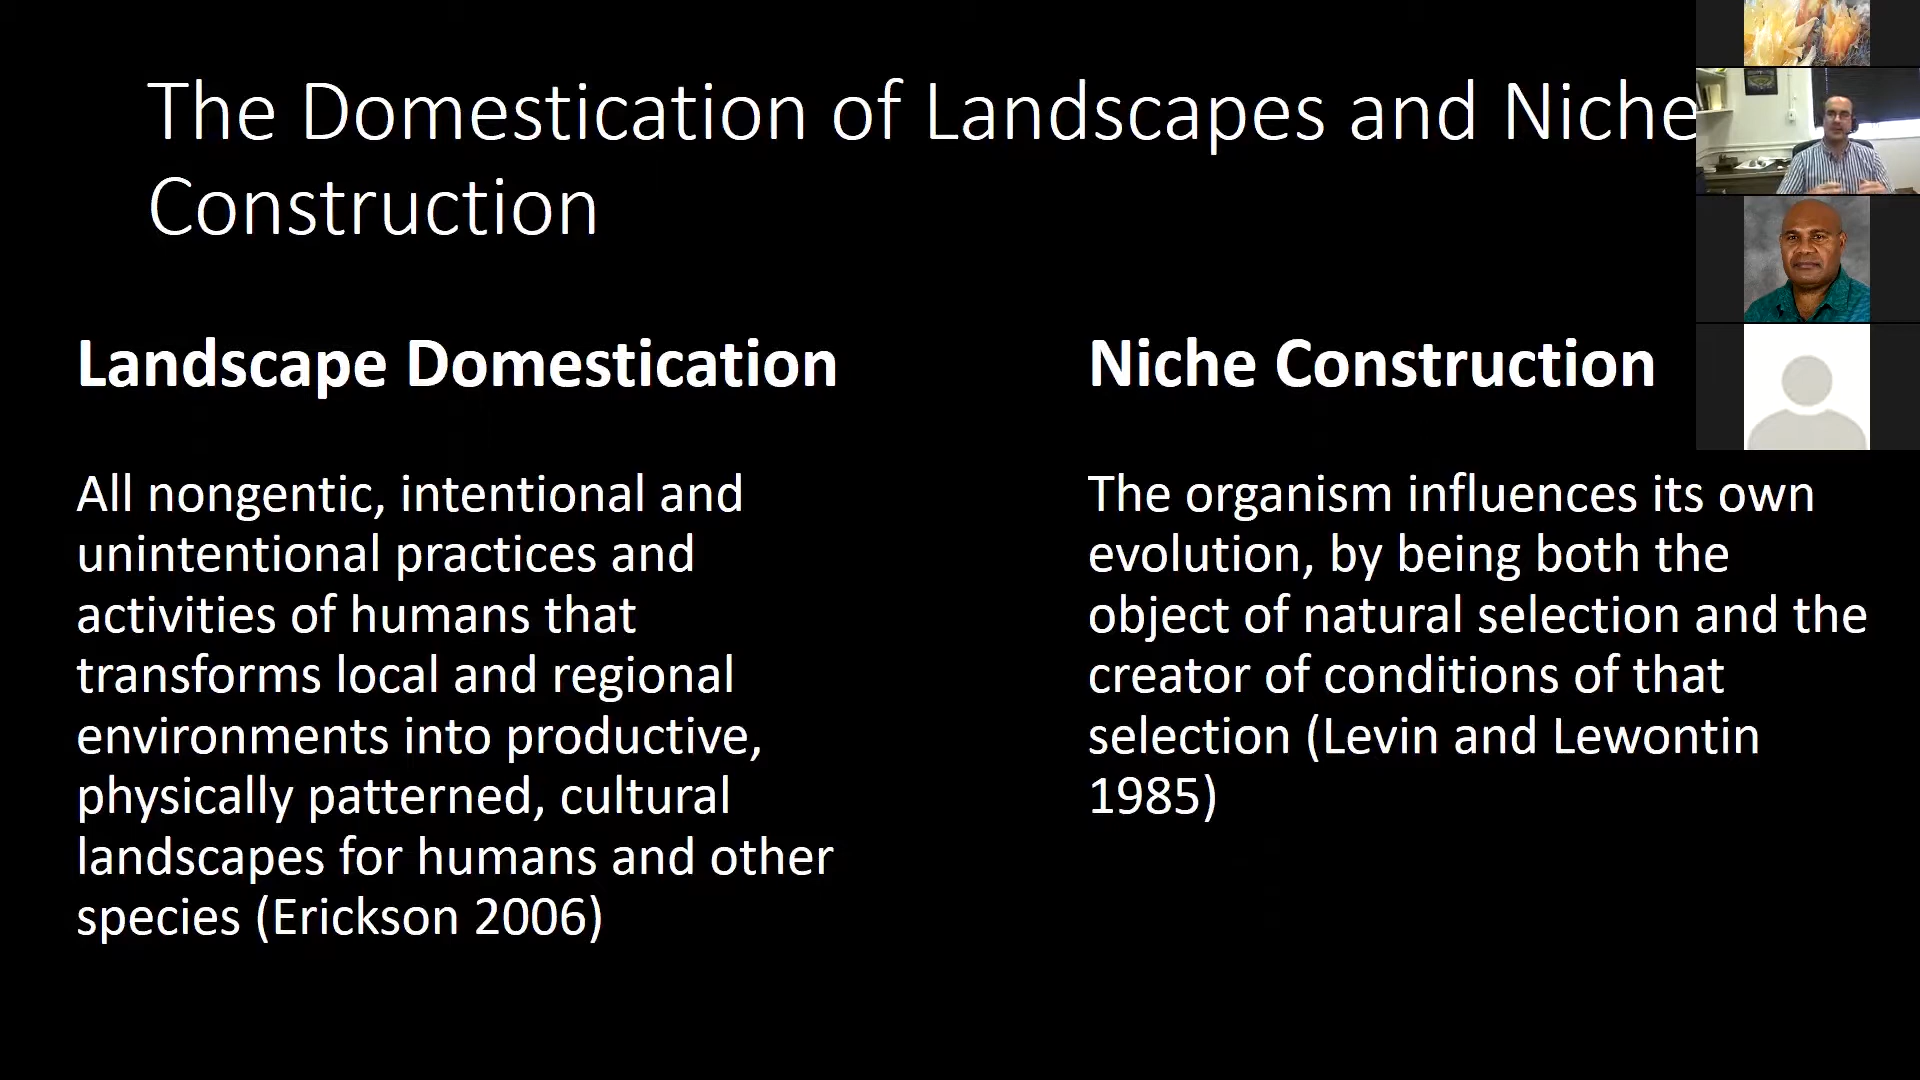 The Domestication of Landscapes and Niche
Construction
Landscape Domestication
All nongentic, intentional and
unintentional practices and
activities of humans that
transforms local and regional
environments into productive,
physically patterned, cultural
landscapes for humans and other
species (Erickson 2006)
Niche Construction
The organism influences its own
evolution, by being both the
object of natural selection and the
creator of conditions of that
selection (Levin and Lewontin
1985)